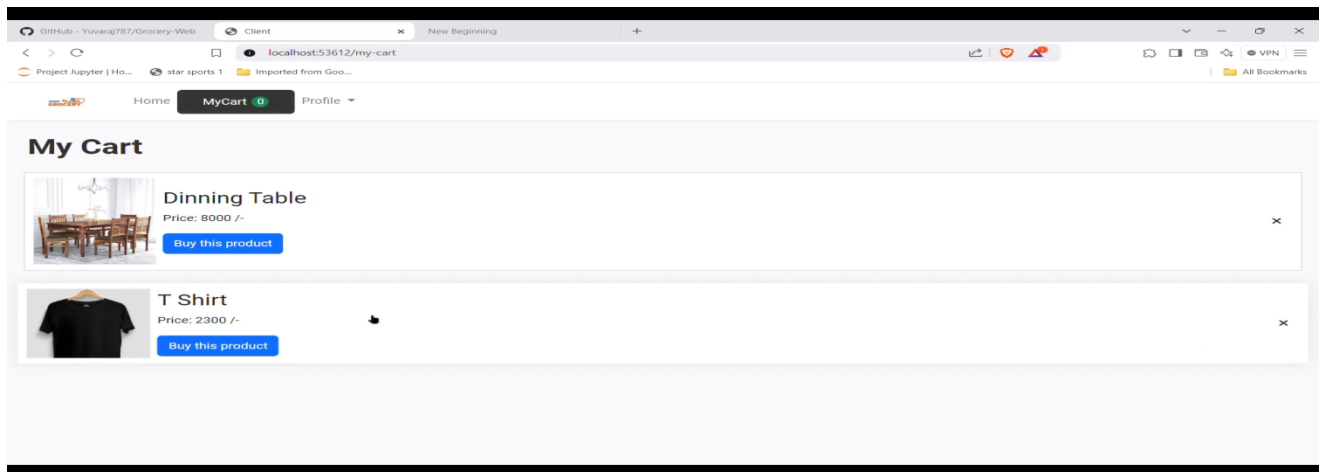 GitHub - Yuvaraj787/Grocery-Web Client New Beginning
localhost:53612/my-cart VPN
Project Jupyter | Ho... star sports 1 Imported from Goo... All Bookmarks
GROCERY Home MyCart 0 Profile
My Cart
Dinning Table
Price: 8000 /-
Buy this product
T Shirt
Price: 2300 /-
Buy this product